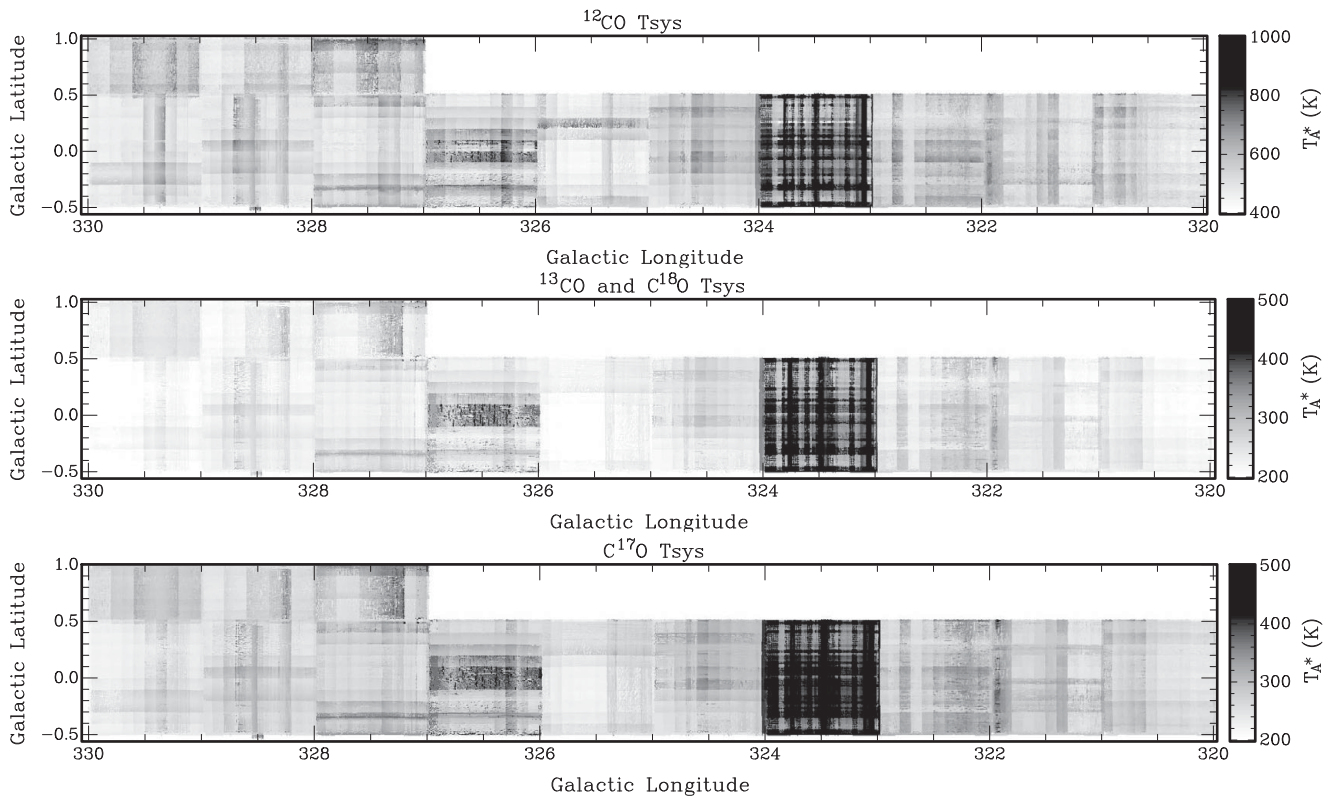 ¹²CO Tsys
Galactic Latitude
1.0
0.5
0.0
−0.5
330 328 326 324 322 320
Galactic Longitude
1000
800
600
400
T_A* (K)
¹³CO and C¹⁸O Tsys
Galactic Latitude
1.0
0.5
0.0
−0.5
330 328 326 324 322 320
Galactic Longitude
500
400
300
200
T_A* (K)
C¹⁷O Tsys
Galactic Latitude
1.0
0.5
0.0
−0.5
330 328 326 324 322 320
Galactic Longitude
500
400
300
200
T_A* (K)